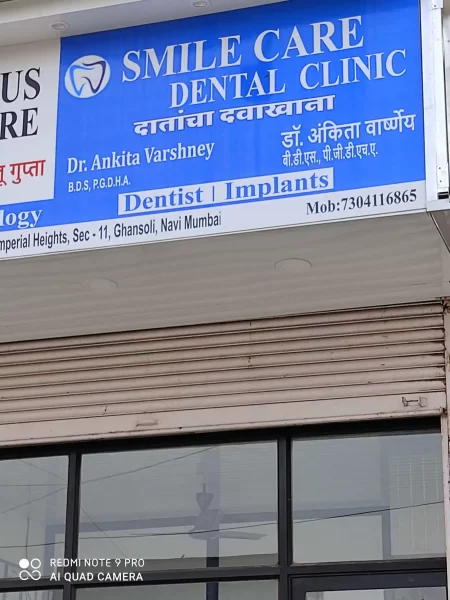 US
RE
गुप्ता
logy
SMILE CARE
DENTAL CLINIC
दातांचा दवाखाना
Dr. Ankita Varshney
B.D.S, P.G.D.H.A.
डॉ. अंकिता वार्ष्णेय
बी.डी.एस., पी.जी.डी.एच.ए.
Dentist | Implants
Imperial Heights, Sec - 11, Ghansoli, Navi Mumbai
Mob:7304116865
REDMI NOTE 9 PRO
AI QUAD CAMERA